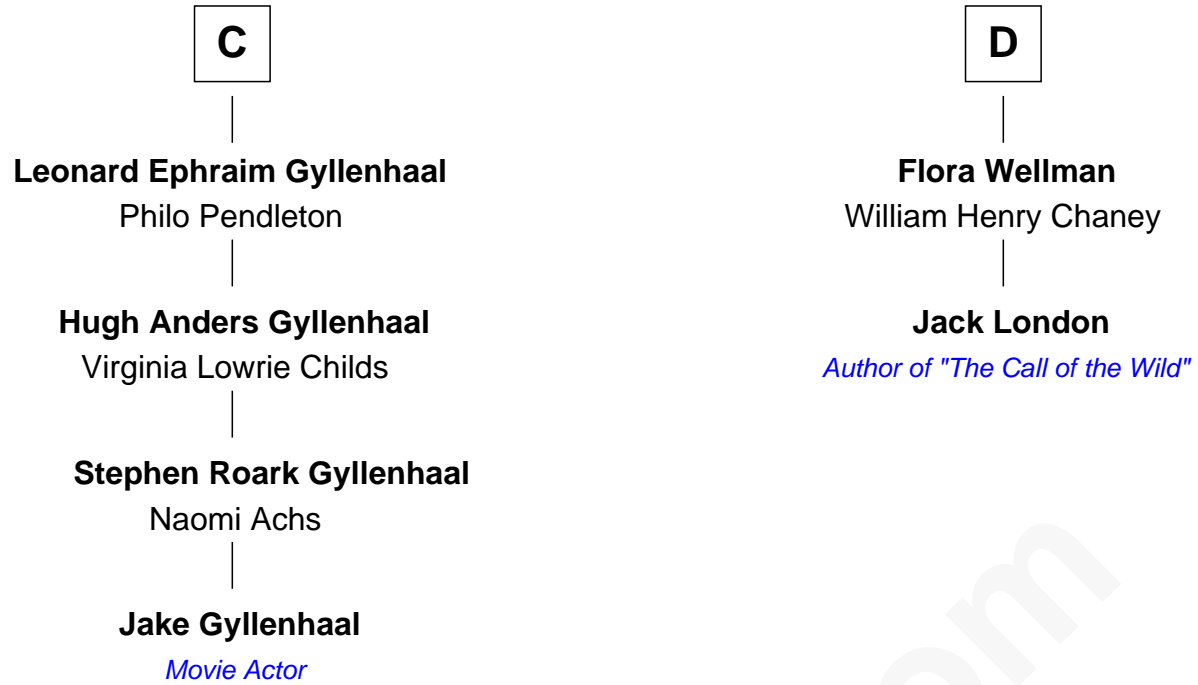 C
Leonard Ephraim Gyllenhaal
Philo Pendleton
Hugh Anders Gyllenhaal
Virginia Lowrie Childs
Stephen Roark Gyllenhaal
Naomi Achs
Jake Gyllenhaal
Movie Actor
D
Flora Wellman
William Henry Chaney
Jack London
Author of "The Call of the Wild"
om